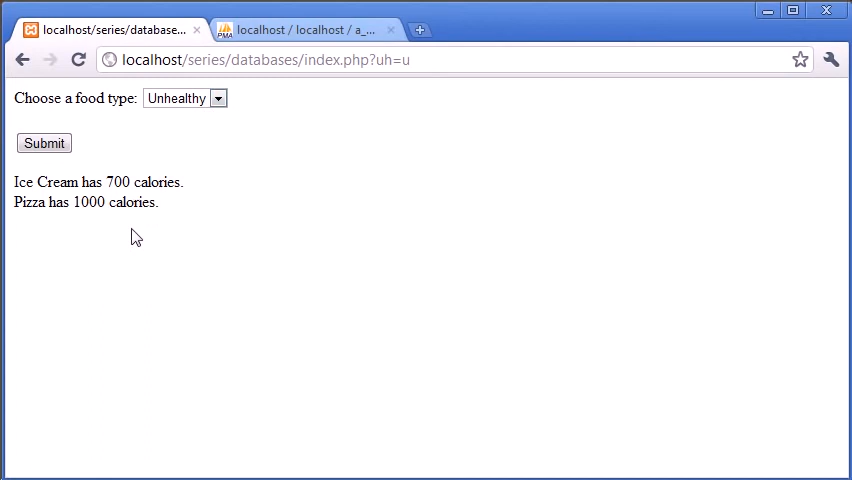 localhost/series/database...
PMA
localhost / localhost / a_...
localhost/series/databases/index.php?uh=u
Choose a food type: Unhealthy
Submit
Ice Cream has 700 calories.
Pizza has 1000 calories.